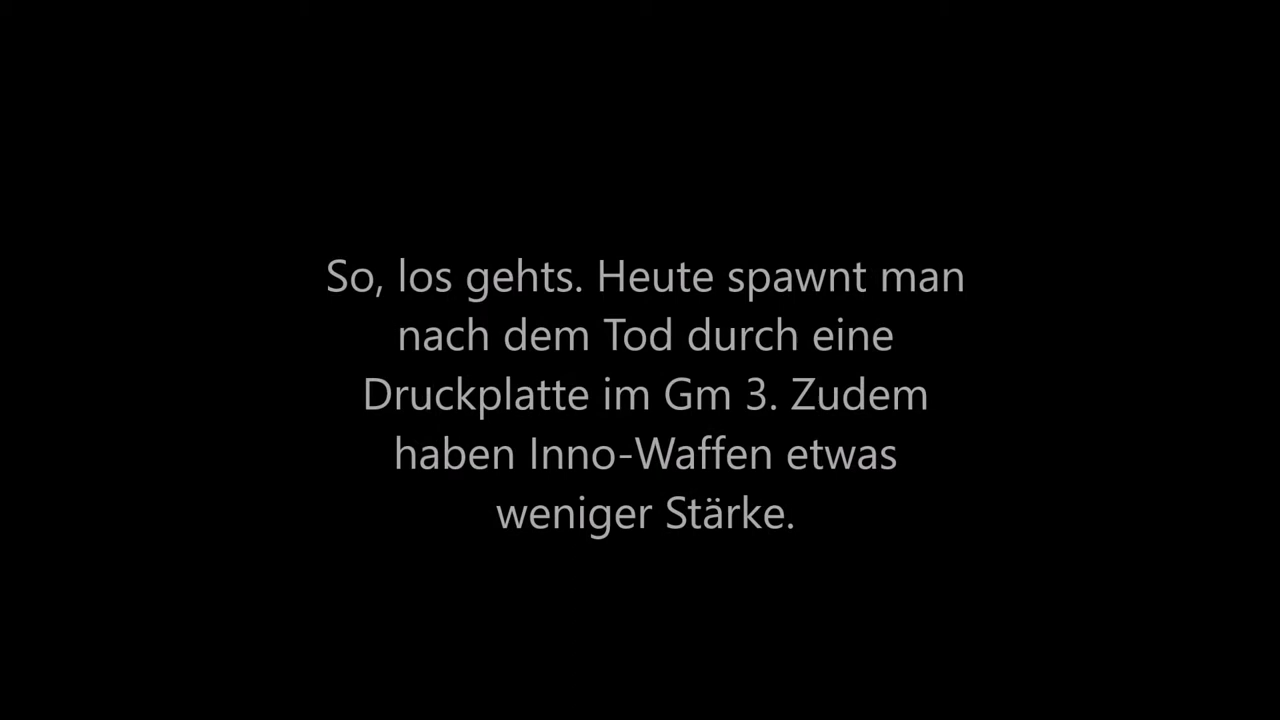 So, los gehts. Heute spawnt man
nach dem Tod durch eine
Druckplatte im Gm 3. Zudem
haben Inno-Waffen etwas
weniger Stärke.